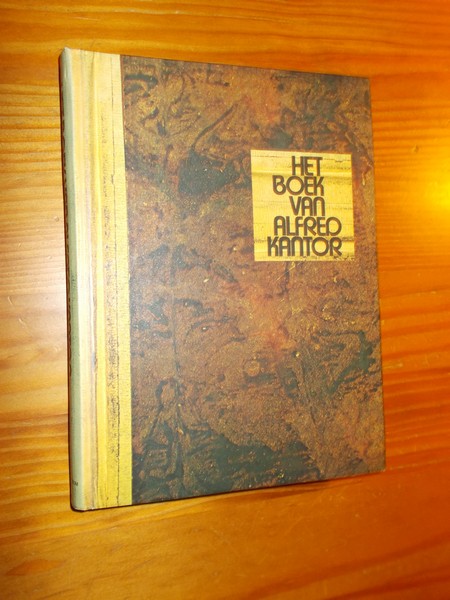 HET
BOEK
VAN
ALFRED
KANTOR